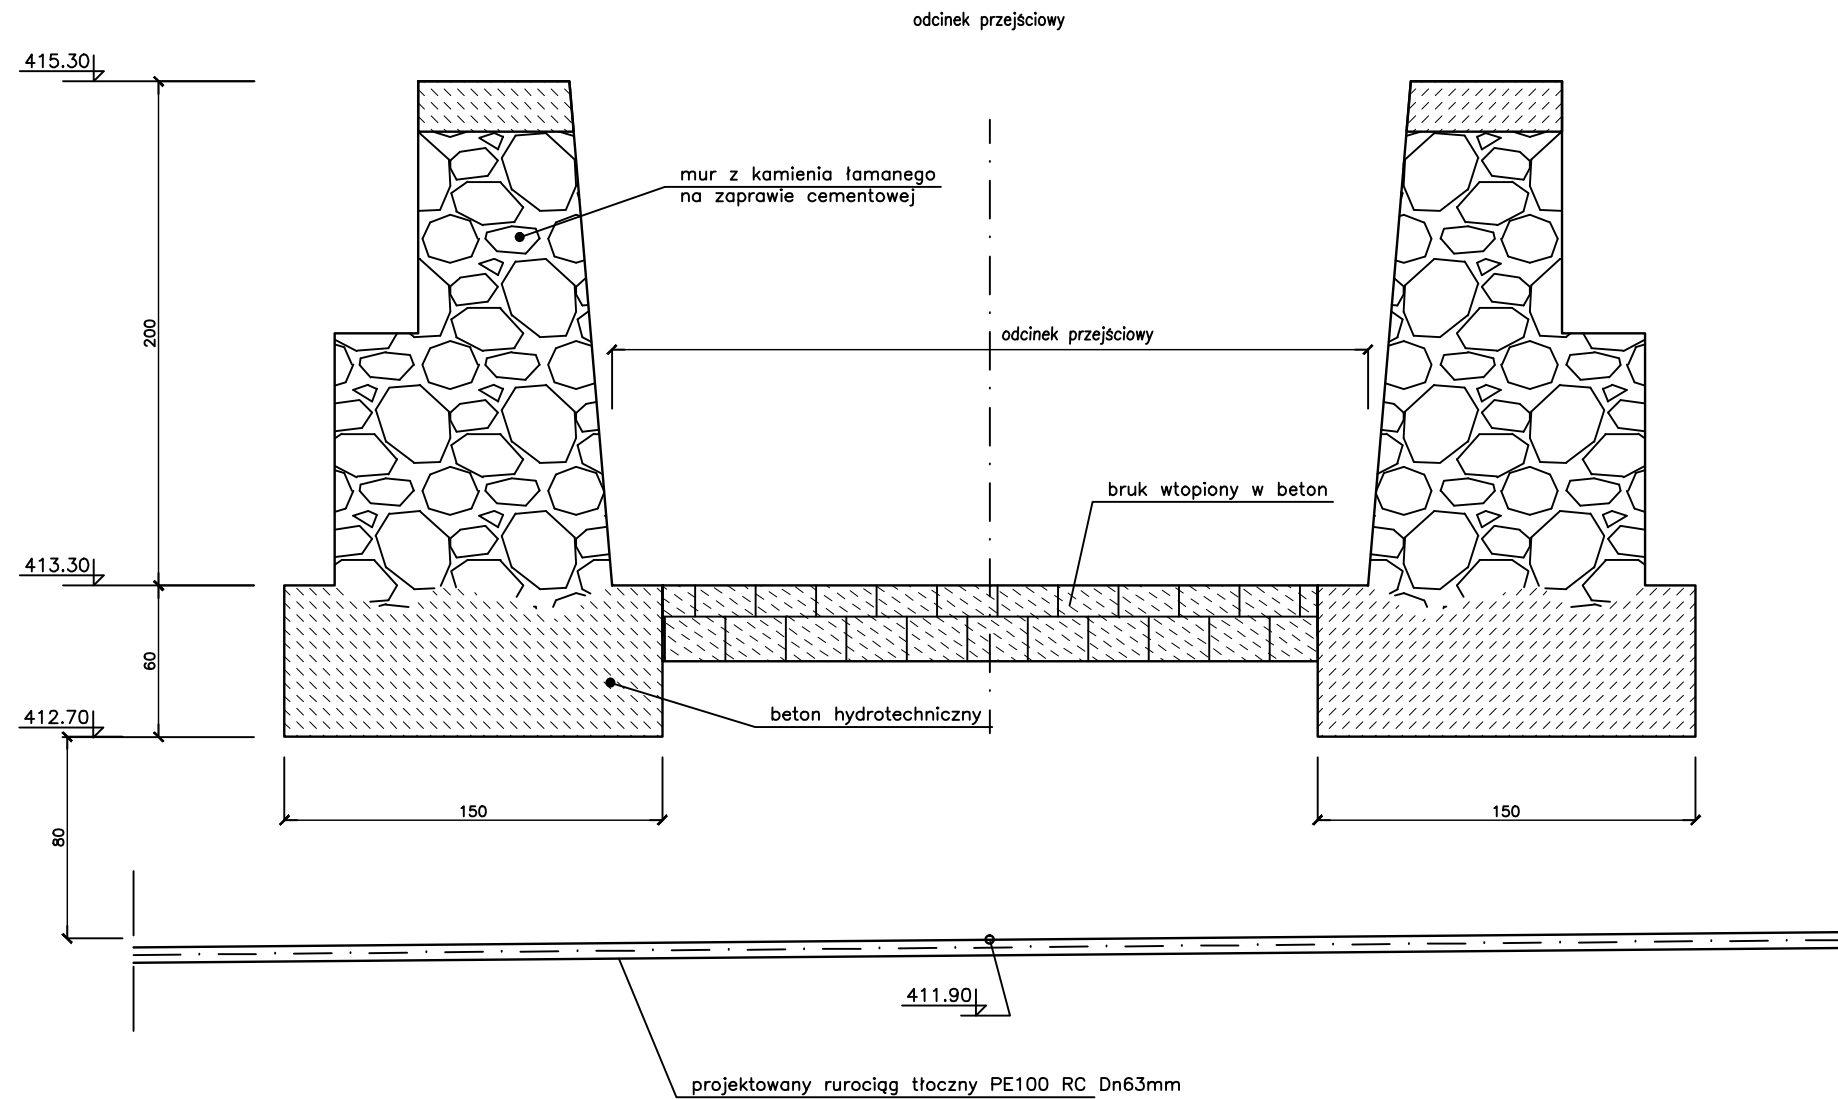 odcinek przejściowy
415.30
mur z kamienia łamanego
na zaprawie cementowej
200
odcinek przejściowy
bruk wtopiony w beton
413.30
60
412.70
beton hydrotechniczny
150
150
80
411.90
projektowany rurociąg tłoczny PE100 RC Dn63mm